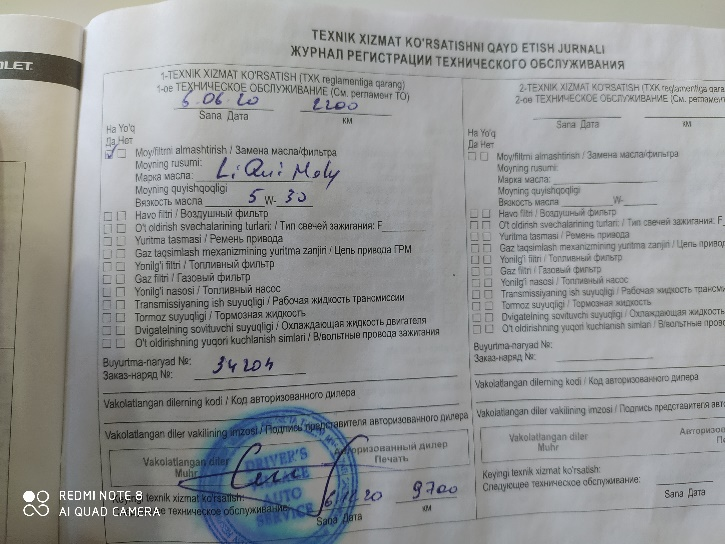 OLET
TEXNIK XIZMAT KO'RSATISHNI QAYD ETISH JURNALI
ЖУРНАЛ РЕГИСТРАЦИИ ТЕХНИЧЕСКОГО ОБСЛУЖИВАНИЯ
1-TEXNIK XIZMAT KO'RSATISH (TXK reglamentiga qarang)
1-ое ТЕХНИЧЕСКОЕ ОБСЛУЖИВАНИЕ (См. регламент ТО)
6.06.20 2200
Sana Дата км
Ha Yo'q
Да Нет
Moy/filtrni almashtirish / Замена масла/фильтра
Moyning rusumi:
Марка масла: LiQui Moly
Moyning quyishqoqligi
Вязкость масла 5 W- 30
Havo filtri / Воздушный фильтр
O't oldirish svechalarining turlari: / Тип свечей зажигания: F
Yuritma tasmasi / Ремень привода
Gaz taqsimlash mexanizmining yuritma zanjiri / Цепь привода ГРМ
Yonilg'i filtri / Топливный фильтр
Gaz filtri / Газовый фильтр
Yonilg'i nasosi / Топливный насос
Transmissiyaning ish suyuqligi / Рабочая жидкость трансмиссии
Tormoz suyuqligi / Тормозная жидкость
Dvigatelning sovituvchi suyuqligi / Охлаждающая жидкость двигателя
O't oldirishning yuqori kuchlanish simlari / В/вольтные провода зажигания
Buyurtma-naryad №:
Заказ-наряд №: 34204
Vakolatlangan dilerning kodi / Код авторизованного дилера
Vakolatlangan diler vakilining imzosi / Подпись представителя авторизованного дилера
Vakolatlangan diler Авторизованный дилер
Muhr Печать
DRIVER'S
AUTO
SERVICE
texnik xizmat ko'rsatish:
техническое обслуживание:
20 9700
Sana Дата км
2-TEXNIK XIZMAT KO'RSATISH (TXK reglamentiga qara
2-ое ТЕХНИЧЕСКОЕ ОБСЛУЖИВАНИЕ (См. регламен
Sana Дата км
Ha Yo'q
Да Нет
Moy/filtrni almashtirish / Замена масла/фильтра
Moyning rusumi:
Марка масла:
Moyning quyishqoqligi
Вязкость масла W-
Havo filtri / Воздушный фильтр
O't oldirish svechalarining turlari: / Тип свечей зажигания: F
Yuritma tasmasi / Ремень привода
Gaz taqsimlash mexanizmining yuritma zanjiri / Цепь привода
Yonilg'i filtri / Топливный фильтр
Gaz filtri / Газовый фильтр
Yonilg'i nasosi / Топливный насос
Transmissiyaning ish suyuqligi / Рабочая жидкость трансми
Tormoz suyuqligi / Тормозная жидкость
Dvigatelning sovituvchi suyuqligi / Охлаждающая жидкость д
O't oldirishning yuqori kuchlanish simlari / В/вольтные прово
Buyurtma-naryad №:
Заказ-наряд №:
Vakolatlangan dilerning kodi / Код авторизованного дилера
Vakolatlangan diler vakilining imzosi / Подпись представителя авто
Vakolatlangan diler Авториз
Muhr П
Keyingi texnik xizmat ko'rsatish:
Следующее техническое обслуживание:
Sana Дата
REDMI NOTE 8
AI QUAD CAMERA